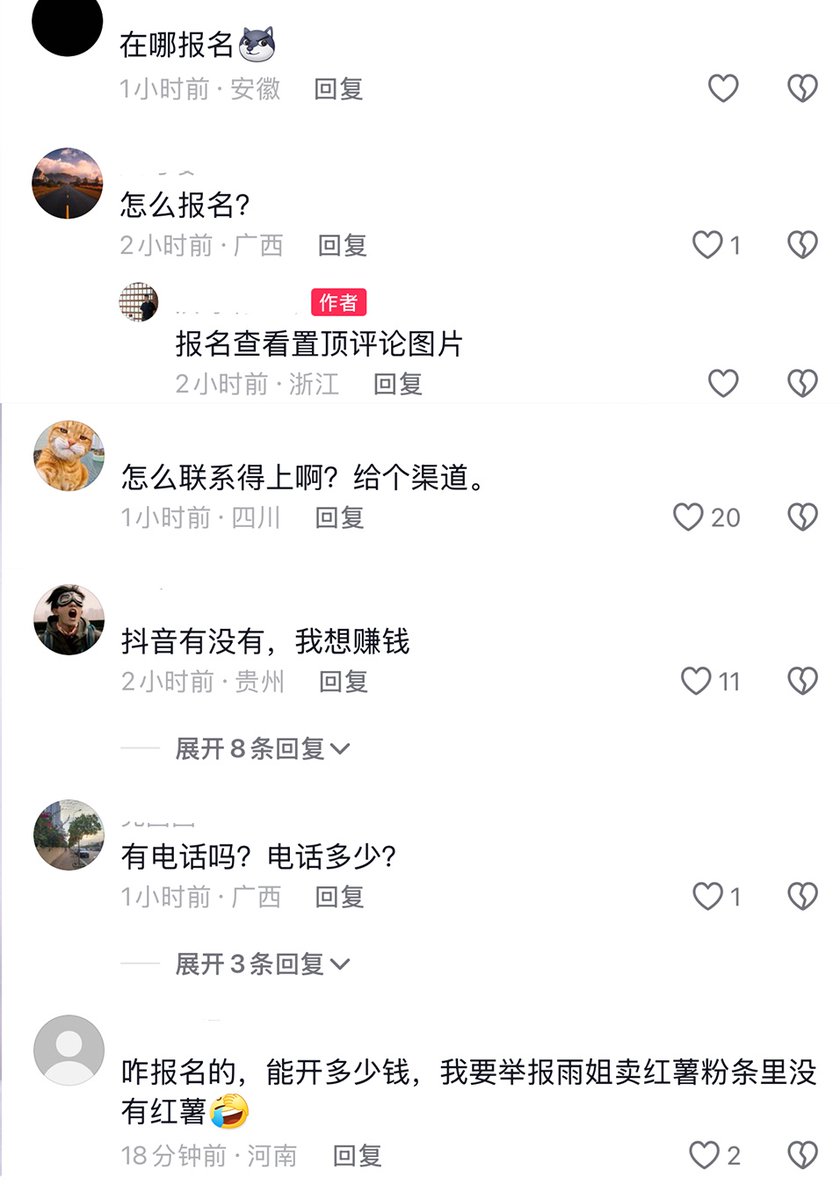 在哪报名
1小时前·安徽 回复
怎么报名?
2小时前·广西 回复
1
作者
报名查看置顶评论图片
2小时前·浙江 回复
怎么联系得上啊？给个渠道。
1小时前·四川 回复
20
抖音有没有，我想赚钱
2小时前·贵州 回复
11
展开8条回复
有电话吗？电话多少？
1小时前·广西 回复
1
展开3条回复
咋报名的，能开多少钱，我要举报雨姐卖红薯粉条里没
有红薯
18分钟前·河南 回复
2